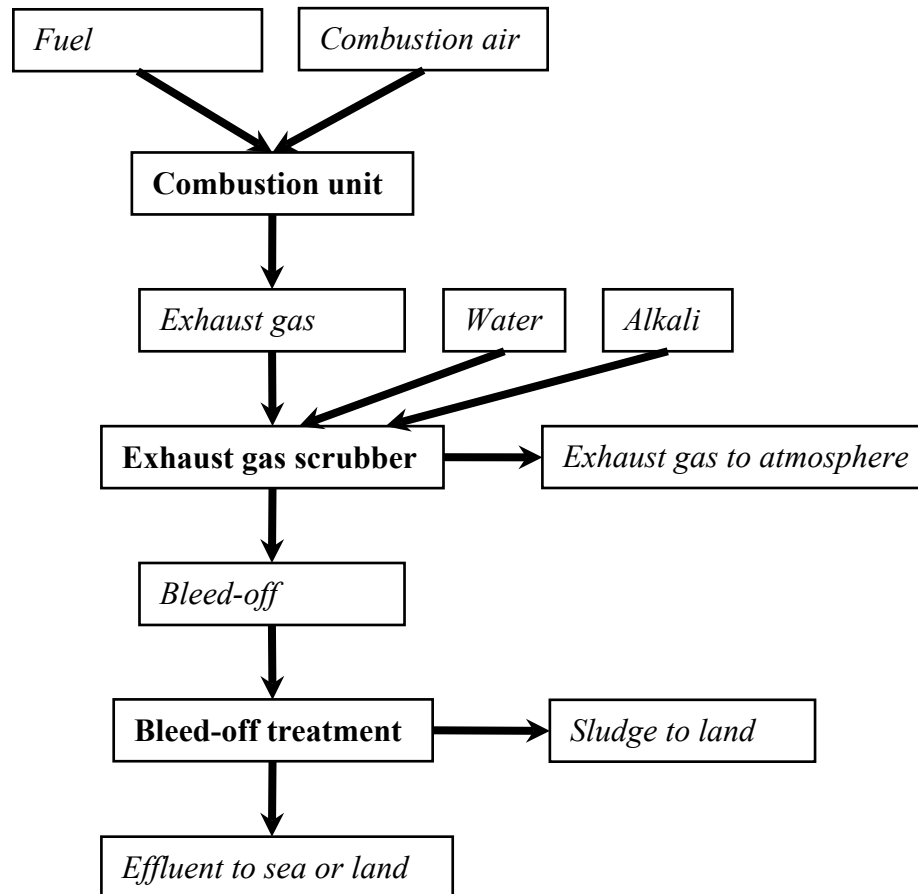 Fuel
Combustion air
Combustion unit
Exhaust gas
Water
Alkali
Exhaust gas scrubber
Exhaust gas to atmosphere
Bleed-off
Bleed-off treatment
Sludge to land
Effluent to sea or land